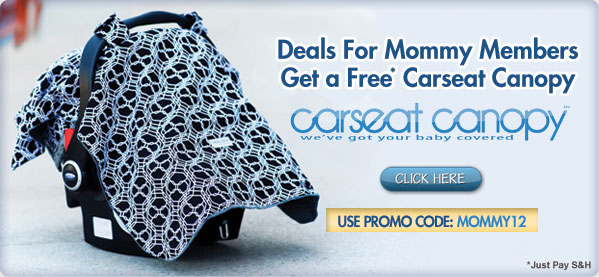 Deals For Mommy Members
Get a Free* Carseat Canopy
carseat canopy™
we've got your baby covered
CLICK HERE
USE PROMO CODE: MOMMY12
*Just Pay S&H